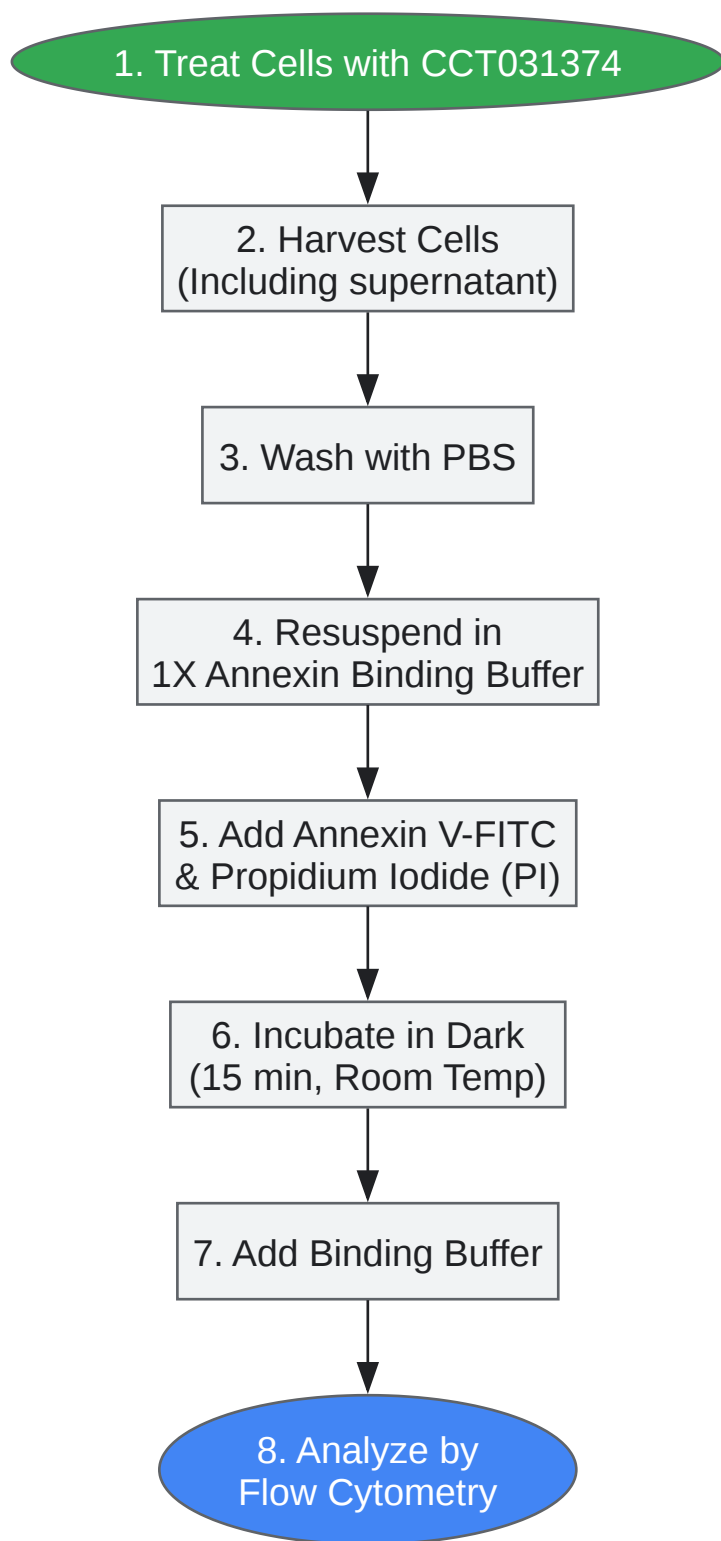 1. Treat Cells with CCT031374
2. Harvest Cells
(Including supernatant)
3. Wash with PBS
4. Resuspend in
1X Annexin Binding Buffer
5. Add Annexin V-FITC
& Propidium Iodide (PI)
6. Incubate in Dark
(15 min, Room Temp)
7. Add Binding Buffer
8. Analyze by
Flow Cytometry